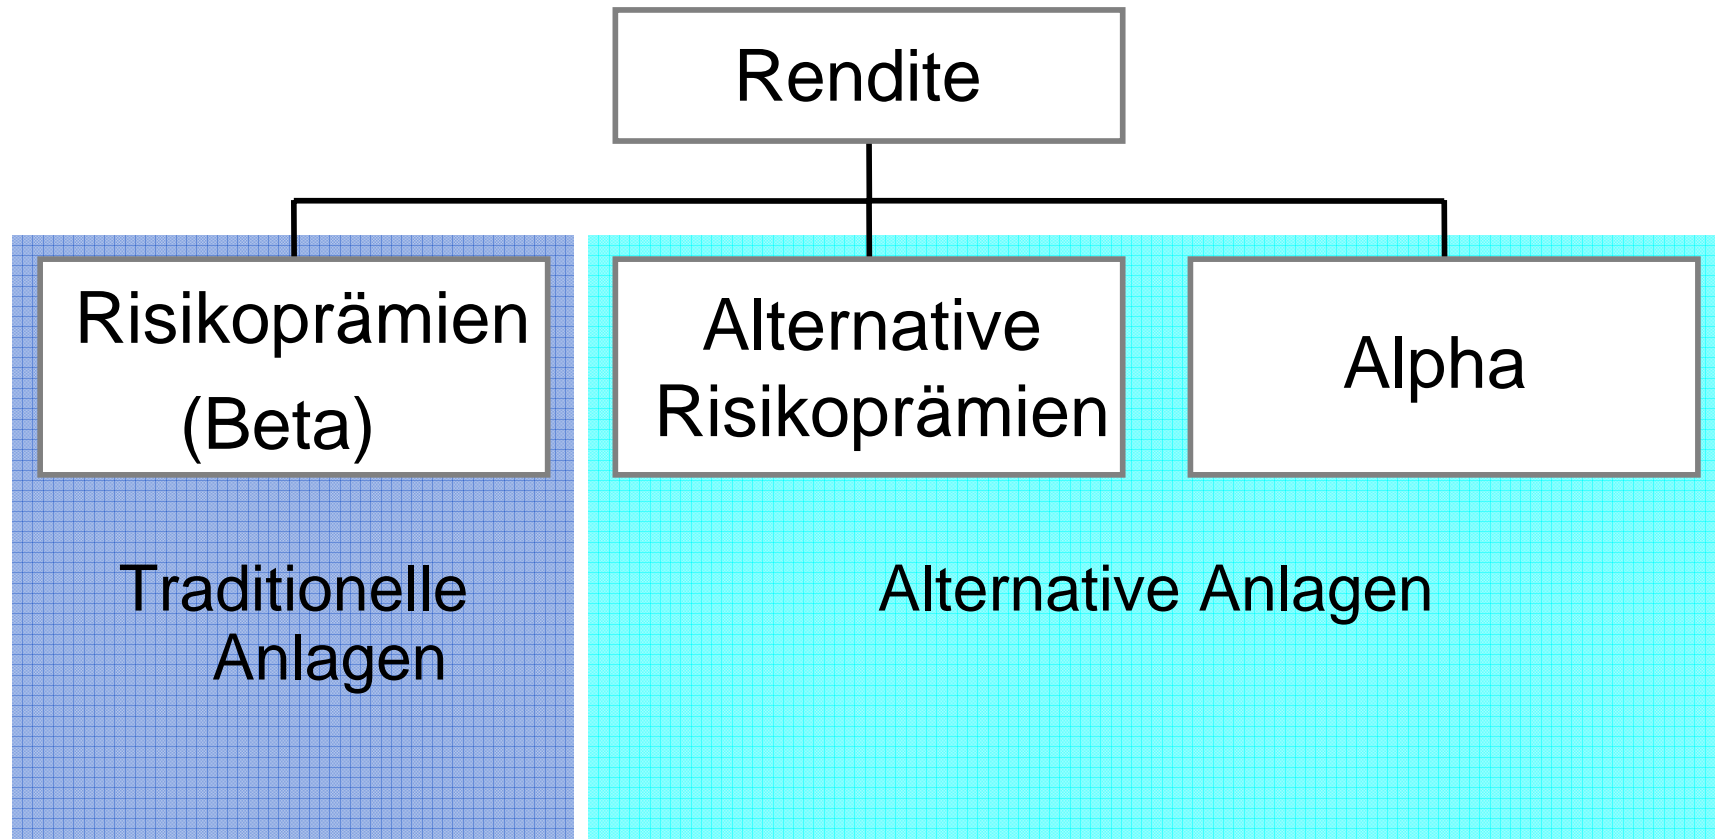 Rendite
Risikoprämien
(Beta)
Alternative
Risikoprämien
Alpha
Traditionelle
Anlagen
Alternative Anlagen